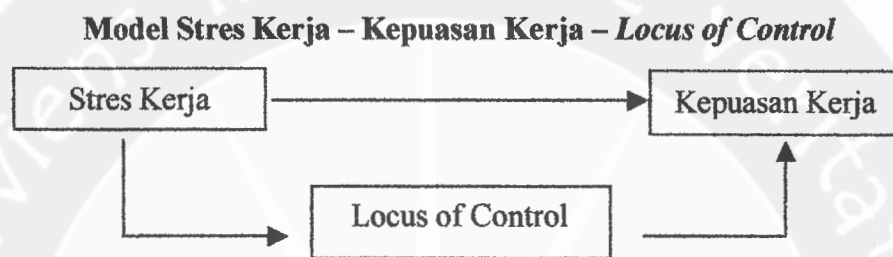 Model Stres Kerja – Kepuasan Kerja – Locus of Control
Stres Kerja
Kepuasan Kerja
Locus of Control